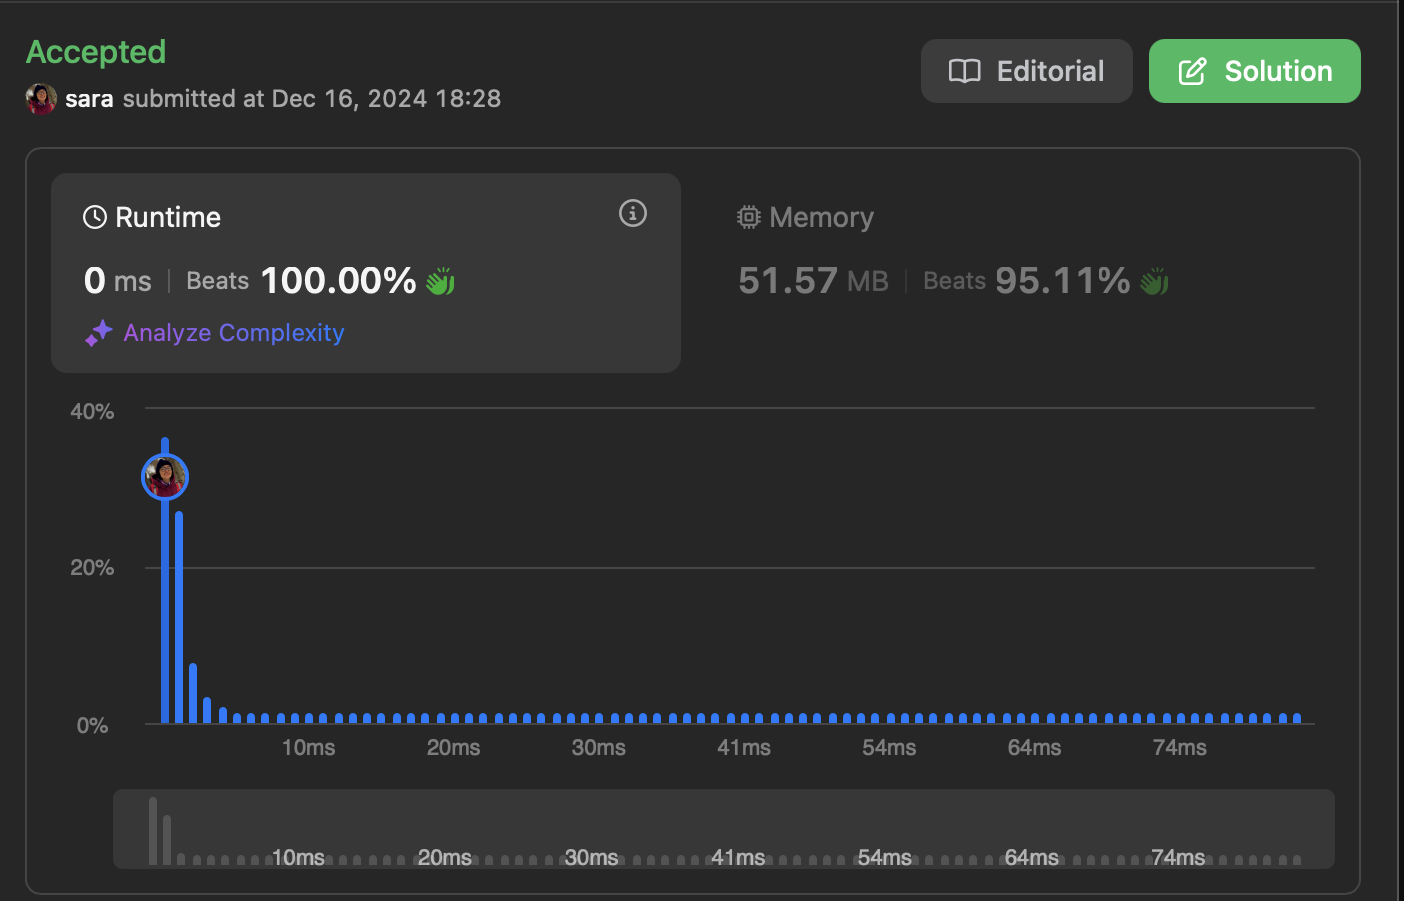 Accepted
sara submitted at Dec 16, 2024 18:28
Editorial
Solution
Runtime
0 ms | Beats 100.00%
Analyze Complexity
Memory
51.57 MB | Beats 95.11%
40%
20%
0%
10ms 20ms 30ms 41ms 54ms 64ms 74ms
10ms 20ms 30ms 41ms 54ms 64ms 74ms